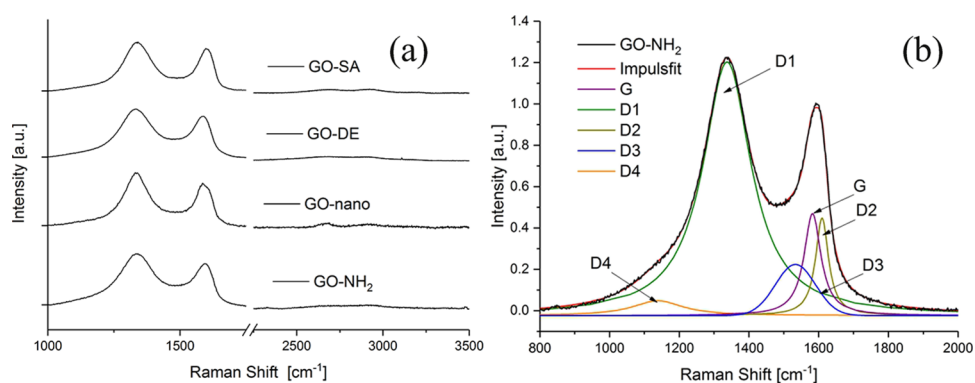 (a)
GO-SA
GO-DE
GO-nano
GO-NH₂
Intensity [a.u.]
1000 1500 2500 3000 3500
Raman Shift [cm⁻¹]
(b)
1.4
1.2
1.0
0.8
0.6
0.4
0.2
0.0
Intensity [a.u.]
GO-NH₂
Impulsfit
G
D1
D2
D3
D4
D1
G
D2
D3
D4
800 1000 1200 1400 1600 1800 2000
Raman Shift [cm⁻¹]